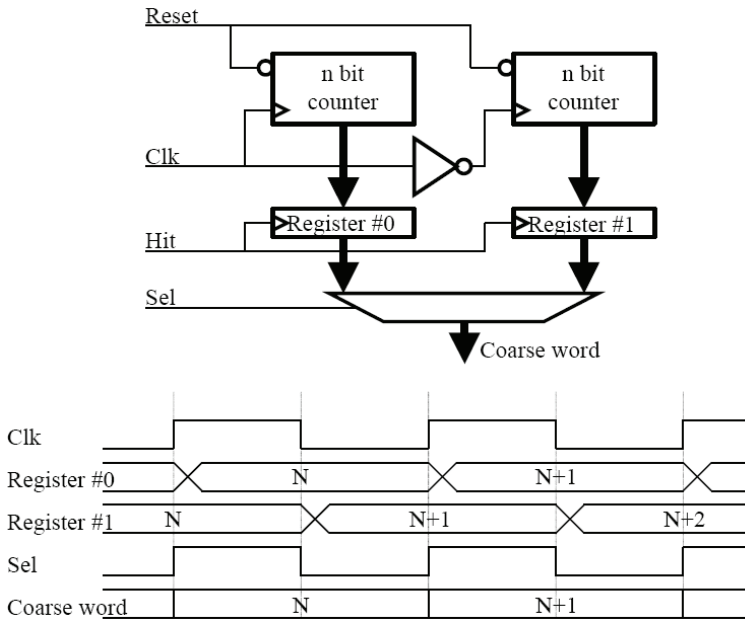 Reset
n bit
counter
n bit
counter
Clk
Register #0
Register #1
Hit
Sel
Coarse word
Clk
Register #0
N
N+1
Register #1
N
N+1
N+2
Sel
Coarse word
N
N+1